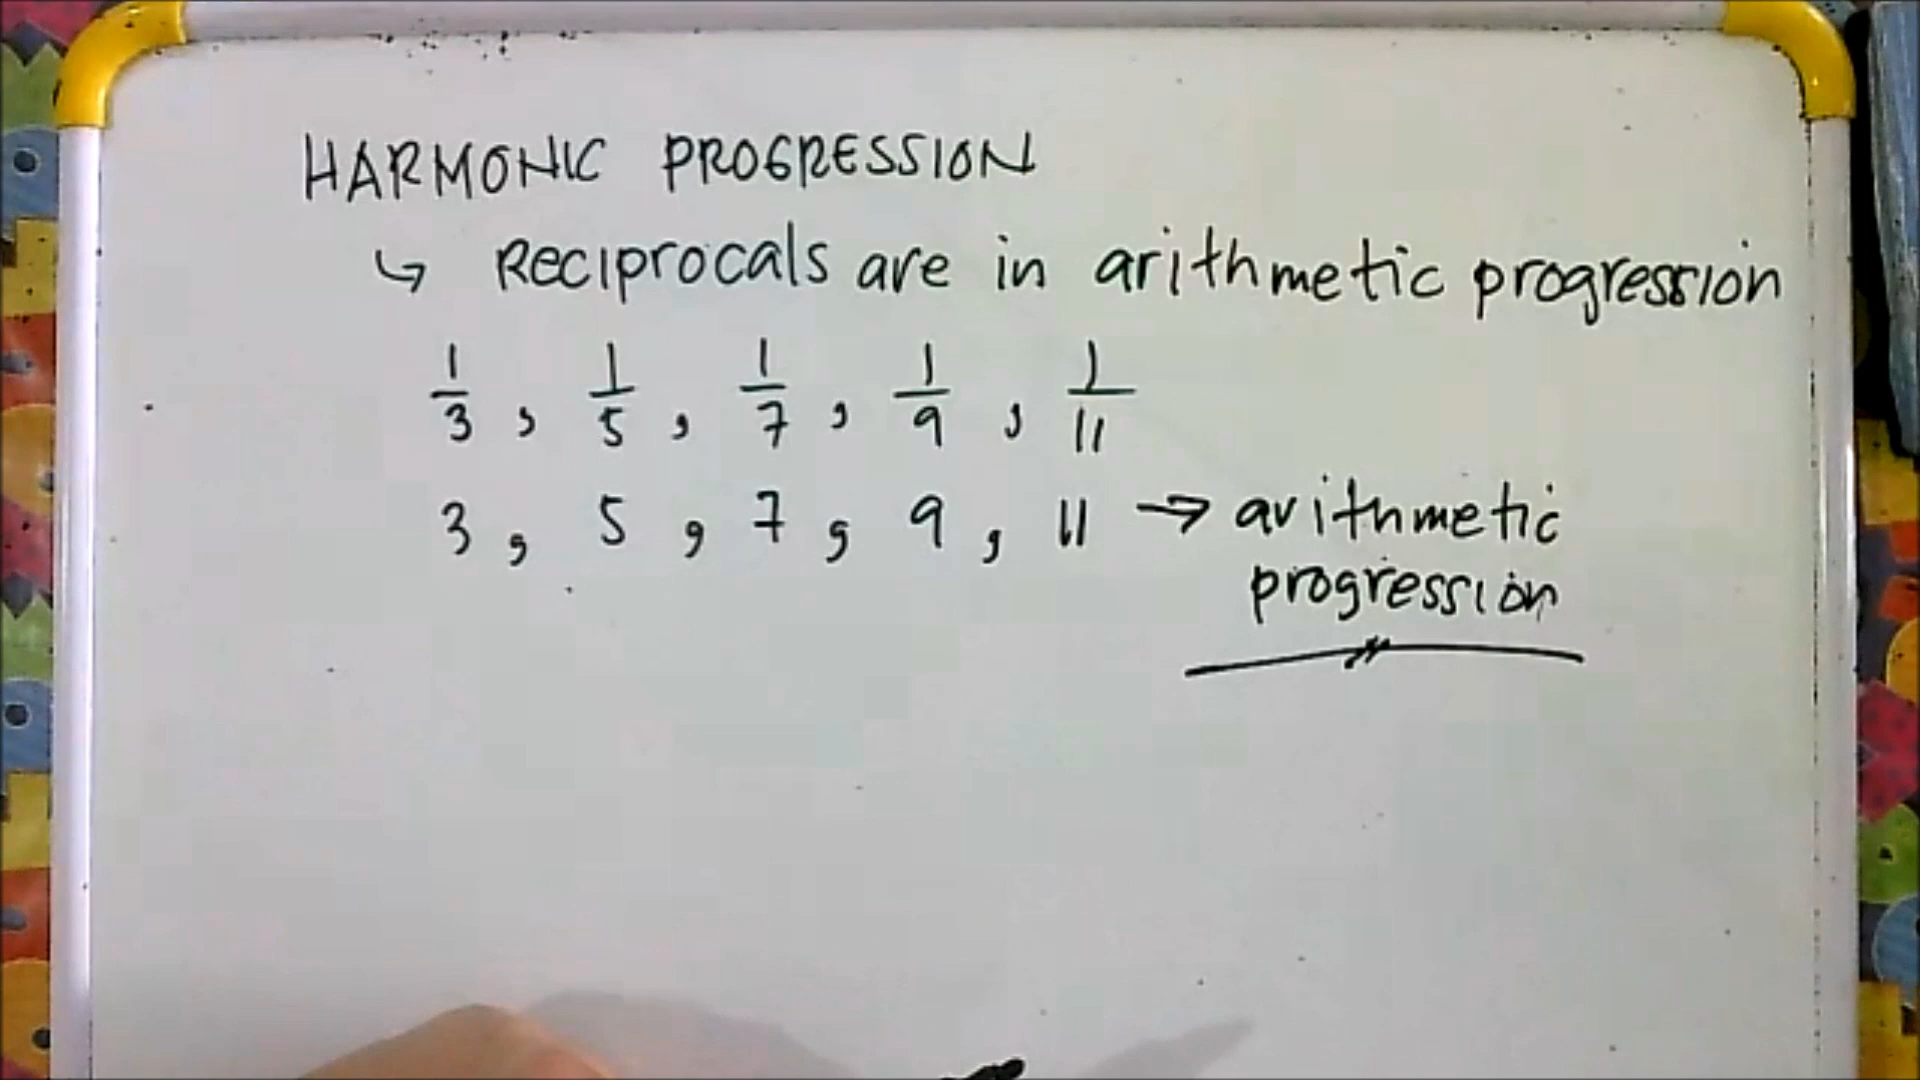 HARMONIC PROGRESSION
↳ Reciprocals are in arithmetic progression
1/3, 1/5, 1/7, 1/9, 1/11
3, 5, 7, 9, 11 → arithmetic
progression